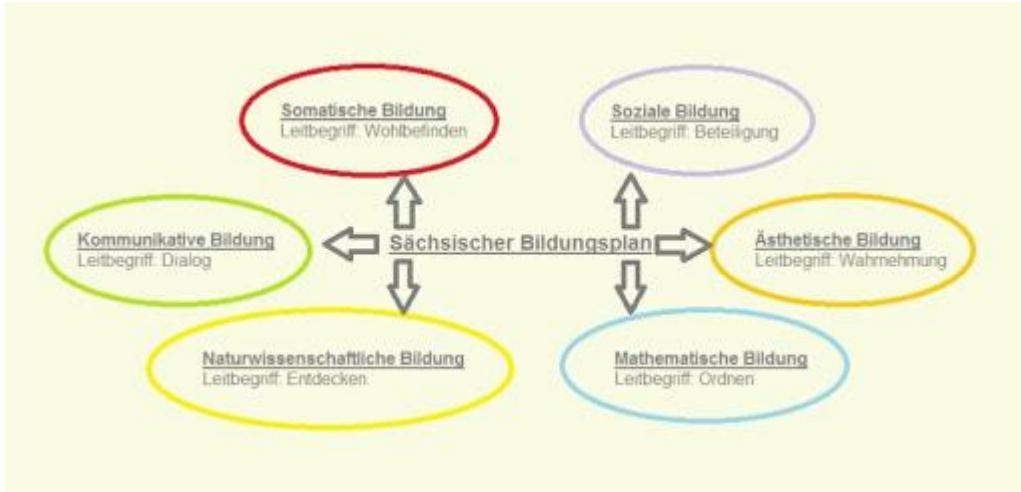 Somatische Bildung
Leitbegriff: Wohlbefinden
Soziale Bildung
Leitbegriff: Beteiligung
Kommunikative Bildung
Leitbegriff: Dialog
Sächsischer Bildungsplan
Ästhetische Bildung
Leitbegriff: Wahrnehmung
Naturwissenschaftliche Bildung
Leitbegriff: Entdecken
Mathematische Bildung
Leitbegriff: Ordnen